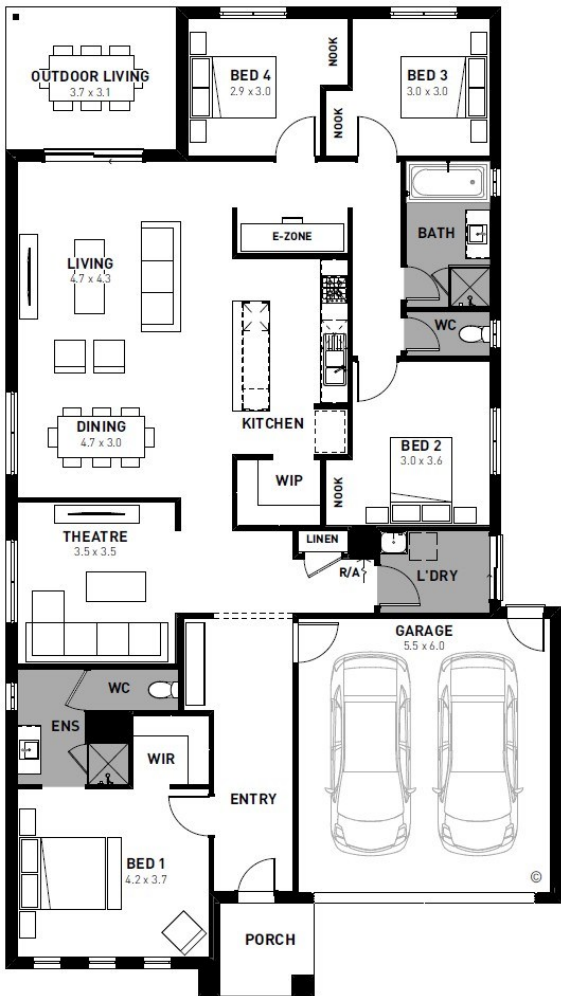 OUTDOOR LIVING
3.7 x 3.1
BED 4
2.9 x 3.0
NOOK
NOOK
BED 3
3.0 x 3.0
BATH
E-ZONE
LIVING
4.7 x 4.3
WC
KITCHEN
DINING
4.7 x 3.0
BED 2
3.0 x 3.6
WIP
NOOK
THEATRE
3.5 x 3.5
LINEN
R/A
L'DRY
GARAGE
5.5 x 6.0
WC
ENS
WIR
ENTRY
BED 1
4.2 x 3.7
©
PORCH